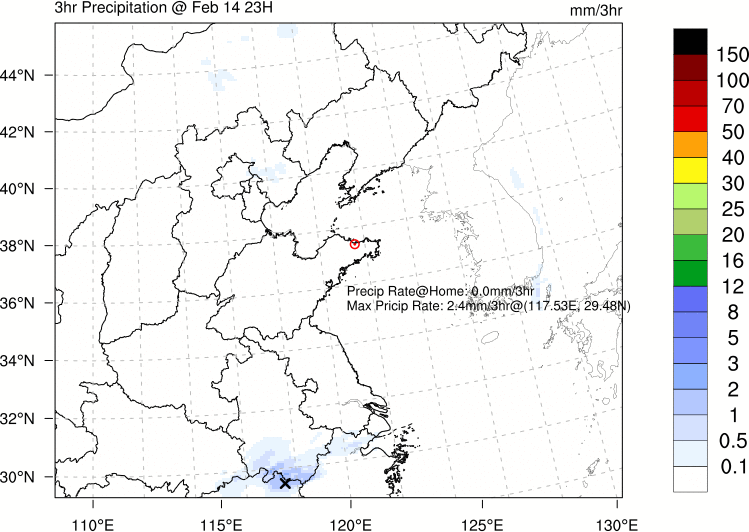 3hr Precipitation @ Feb 14 23H
mm/3hr
44°N
42°N
40°N
38°N
36°N
34°N
32°N
30°N
Precip Rate@Home: 0.0mm/3hr
Max Pricip Rate: 2.4mm/3hr@(117.53E, 29.48N)
110°E
115°E
120°E
125°E
130°E
150
100
70
50
40
30
25
20
16
12
8
5
3
2
1
0.5
0.1